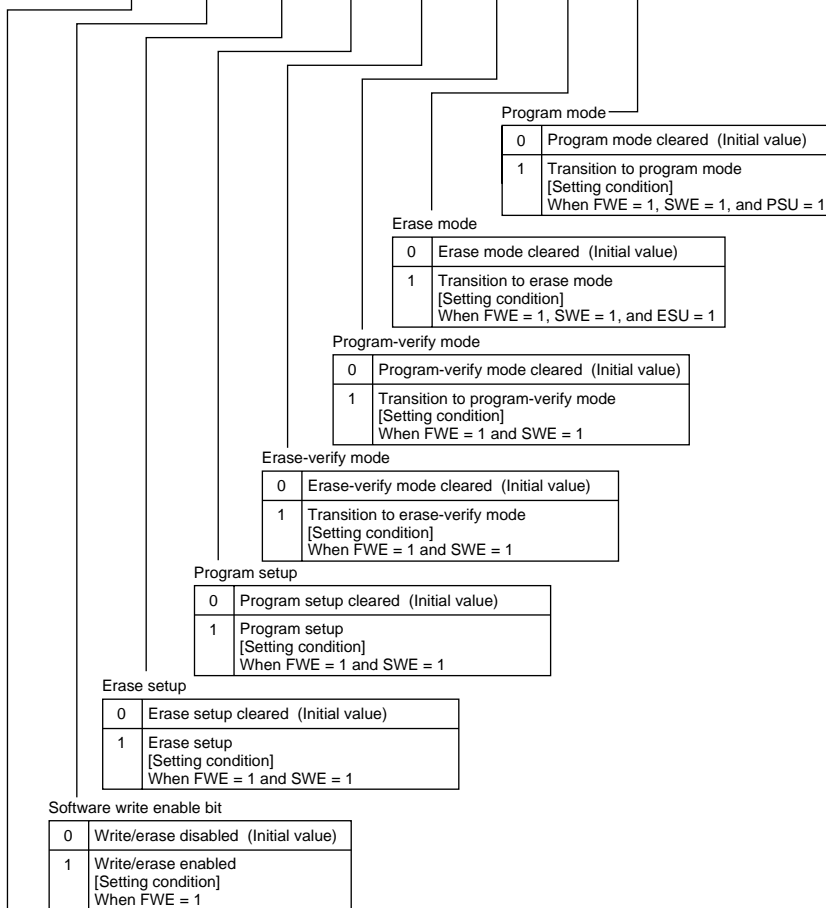 Program mode
0 Program mode cleared (Initial value)
1 Transition to program mode
[Setting condition]
When FWE = 1, SWE = 1, and PSU = 1
Erase mode
0 Erase mode cleared (Initial value)
1 Transition to erase mode
[Setting condition]
When FWE = 1, SWE = 1, and ESU = 1
Program-verify mode
0 Program-verify mode cleared (Initial value)
1 Transition to program-verify mode
[Setting condition]
When FWE = 1 and SWE = 1
Erase-verify mode
0 Erase-verify mode cleared (Initial value)
1 Transition to erase-verify mode
[Setting condition]
When FWE = 1 and SWE = 1
Program setup
0 Program setup cleared (Initial value)
1 Program setup
[Setting condition]
When FWE = 1 and SWE = 1
Erase setup
0 Erase setup cleared (Initial value)
1 Erase setup
[Setting condition]
When FWE = 1 and SWE = 1
Software write enable bit
0 Write/erase disabled (Initial value)
1 Write/erase enabled
[Setting condition]
When FWE = 1